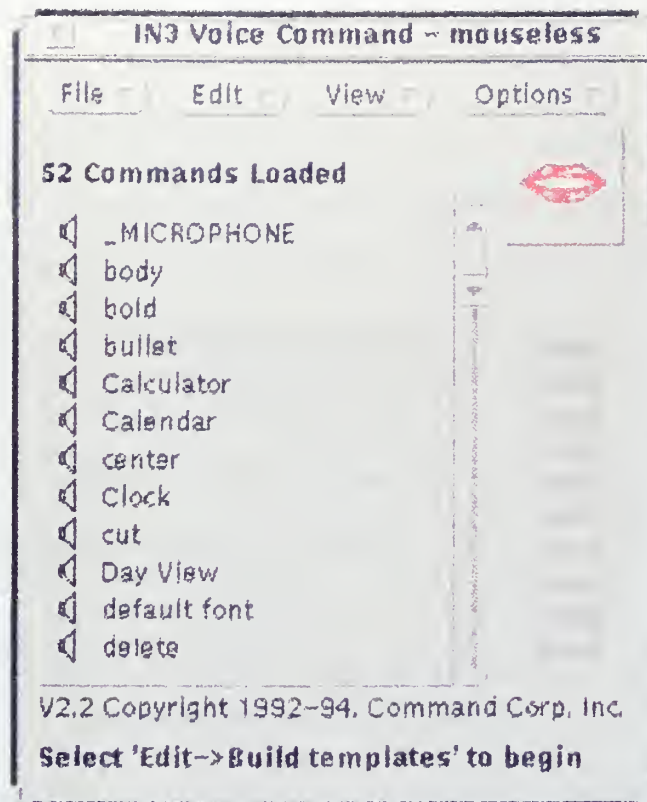 IN3 Voice Command ~ mouseless
File Edit View Options
52 Commands Loaded
_MICROPHONE
body
bold
bullet
Calculator
Calendar
center
Clock
cut
Day View
default font
delete
V2.2 Copyright 1992-94, Command Corp, Inc.
Select 'Edit->Build templates' to begin